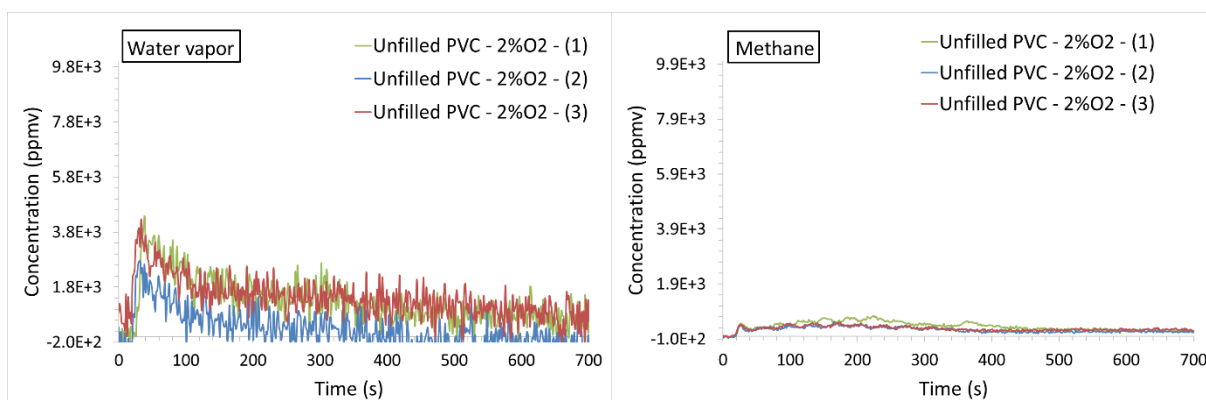 Water vapor
Unfilled PVC - 2%O2 - (1)
Unfilled PVC - 2%O2 - (2)
Unfilled PVC - 2%O2 - (3)
Concentration (ppmv)
9.8E+3
7.8E+3
5.8E+3
3.8E+3
1.8E+3
-2.0E+2
0 100 200 300 400 500 600 700
Time (s)
Methane
Unfilled PVC - 2%O2 - (1)
Unfilled PVC - 2%O2 - (2)
Unfilled PVC - 2%O2 - (3)
Concentration (ppmv)
9.9E+3
7.9E+3
5.9E+3
3.9E+3
1.9E+3
-1.0E+2
0 100 200 300 400 500 600 700
Time (s)